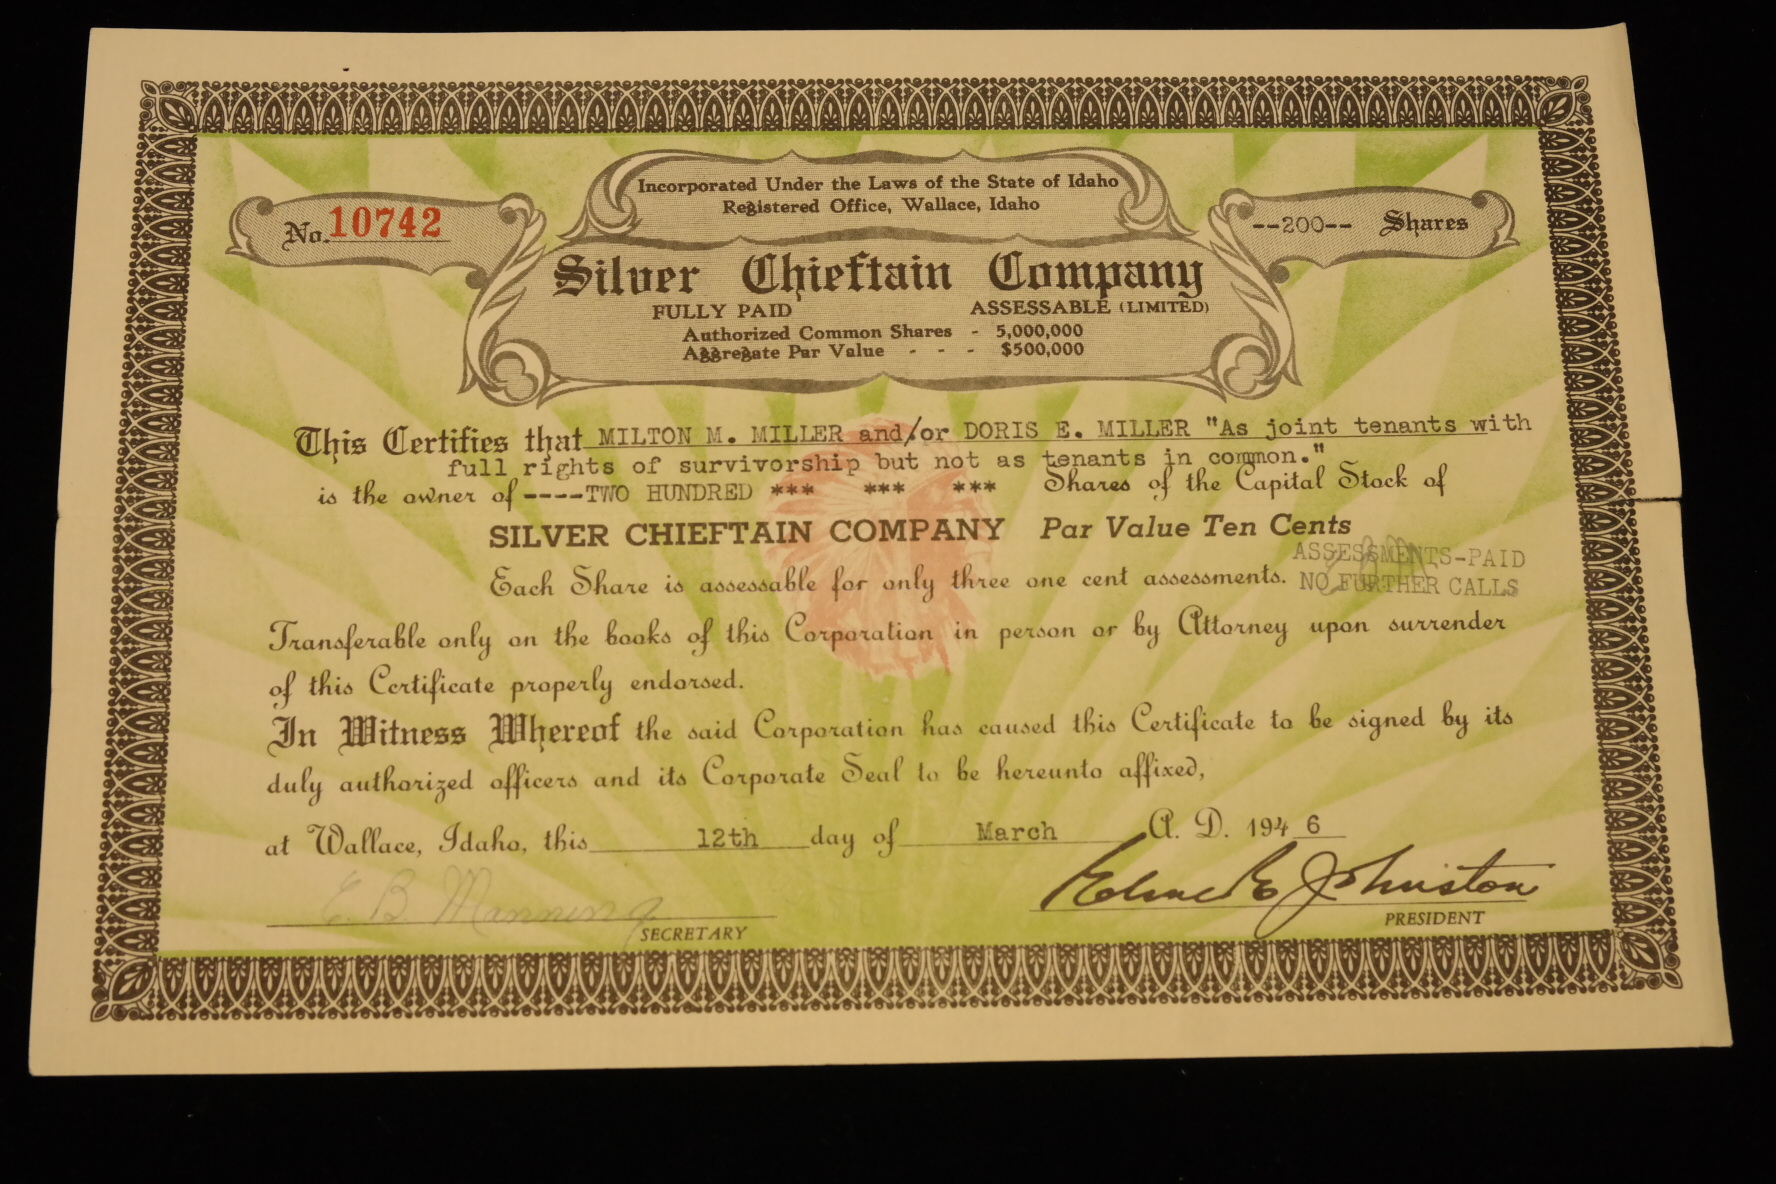 Incorporated Under the Laws of the State of Idaho
Registered Office, Wallace, Idaho
No. 10742
--200-- Shares
Silver Chieftain Company
FULLY PAID ASSESSABLE (LIMITED)
Authorized Common Shares - 5,000,000
Aggregate Par Value - - - $500,000
This Certifies that MILTON M. MILLER and/or DORIS E. MILLER "As joint tenants with
full rights of survivorship but not as tenants in common."
is the owner of ----TWO HUNDRED *** *** *** Shares of the Capital Stock of
SILVER CHIEFTAIN COMPANY Par Value Ten Cents
ASSESSMENTS-PAID
Each Share is assessable for only three one cent assessments. NO FURTHER CALLS
Transferable only on the books of this Corporation in person or by Attorney upon surrender
of this Certificate properly endorsed.
In Witness Whereof the said Corporation has caused this Certificate to be signed by its
duly authorized officers and its Corporate Seal to be hereunto affixed,
at Wallace, Idaho, this 12th day of March A. D. 1946
E. B. Manning
SECRETARY
E. Johnston
PRESIDENT